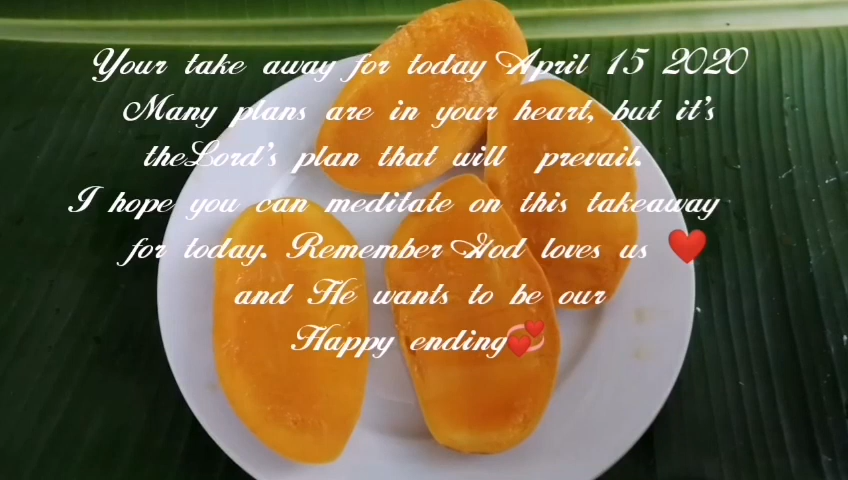 Your take away for today April 15 2020
Many plans are in your heart, but it's
theLord's plan that will prevail.
I hope you can meditate on this takeaway
for today. Remember God loves us ❤️
and He wants to be our
Happy ending💞